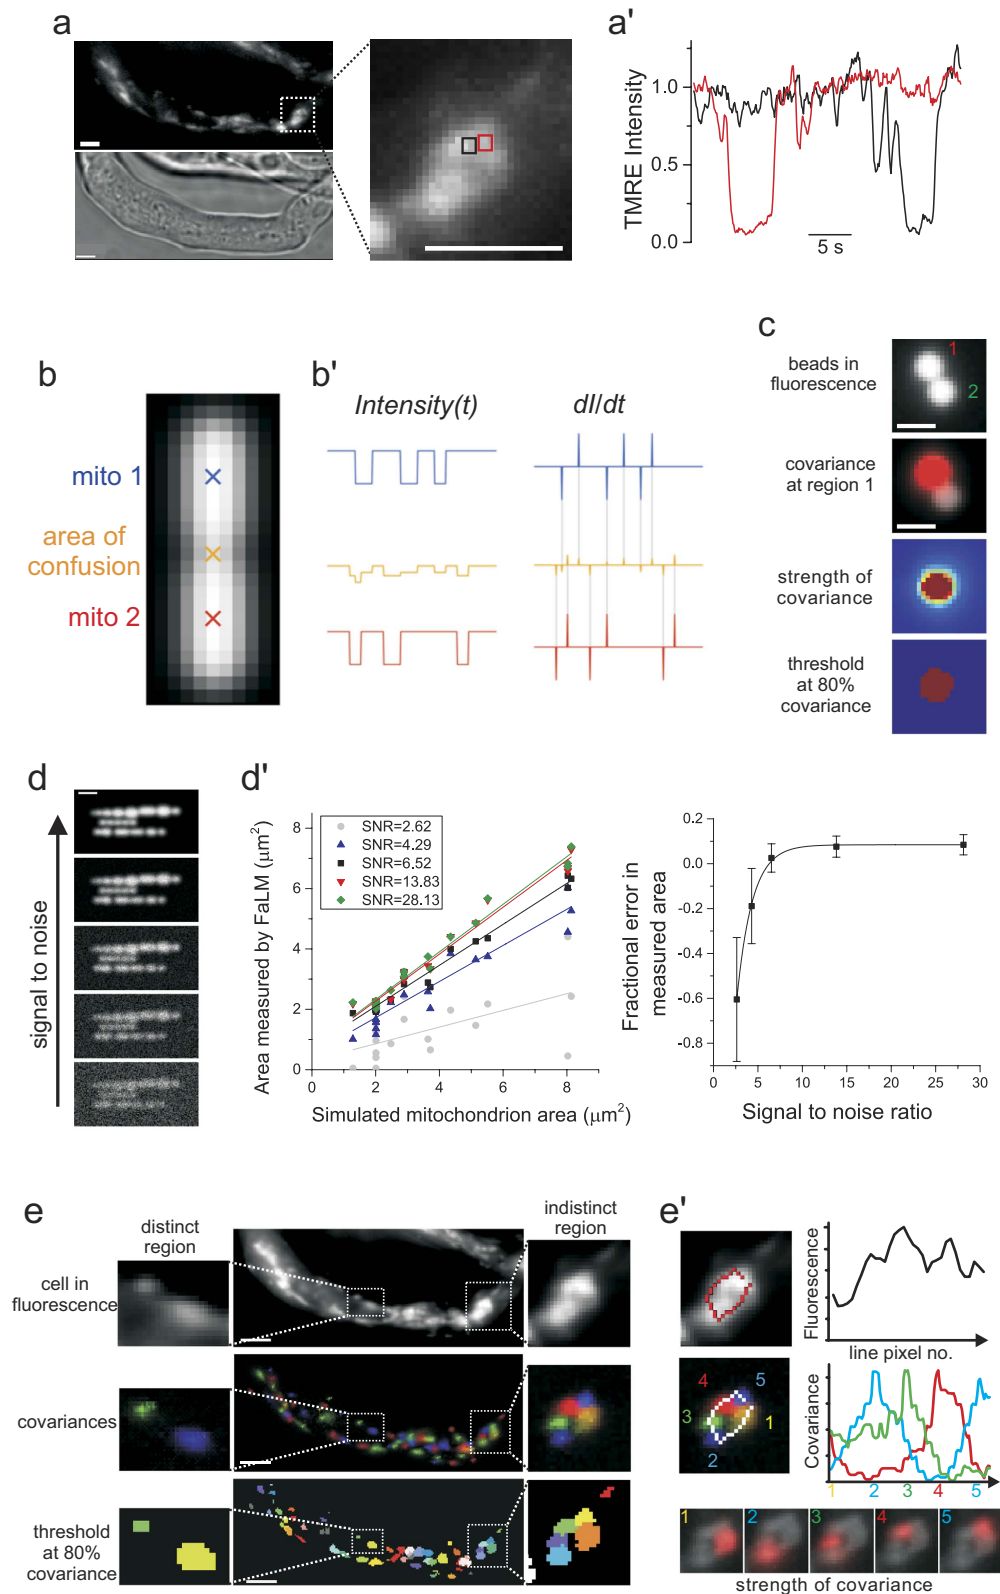 a
a'
TMRE Intensity
1.0
0.5
0.0
5 s
b
mito 1
area of
confusion
mito 2
b'
Intensity(t)
dI/dt
c
beads in
fluorescence
1
2
covariance
at region 1
strength of
covariance
threshold
at 80%
covariance
d
signal to noise
d'
Area measured by FaLM (μm²)
8
6
4
2
0
SNR=2.62
SNR=4.29
SNR=6.52
SNR=13.83
SNR=28.13
0 2 4 6 8
Simulated mitochondrion area (μm²)
Fractional error in
measured area
0.2
0.0
-0.2
-0.4
-0.6
-0.8
0 5 10 15 20 25 30
Signal to noise ratio
e
distinct
region
indistinct
region
cell in
fluorescence
covariances
threshold
at 80%
covariance
e'
Fluorescence
line pixel no.
4 5
3 1
2
Covariance
1 2 3 4 5
1 2 3 4 5
strength of covariance